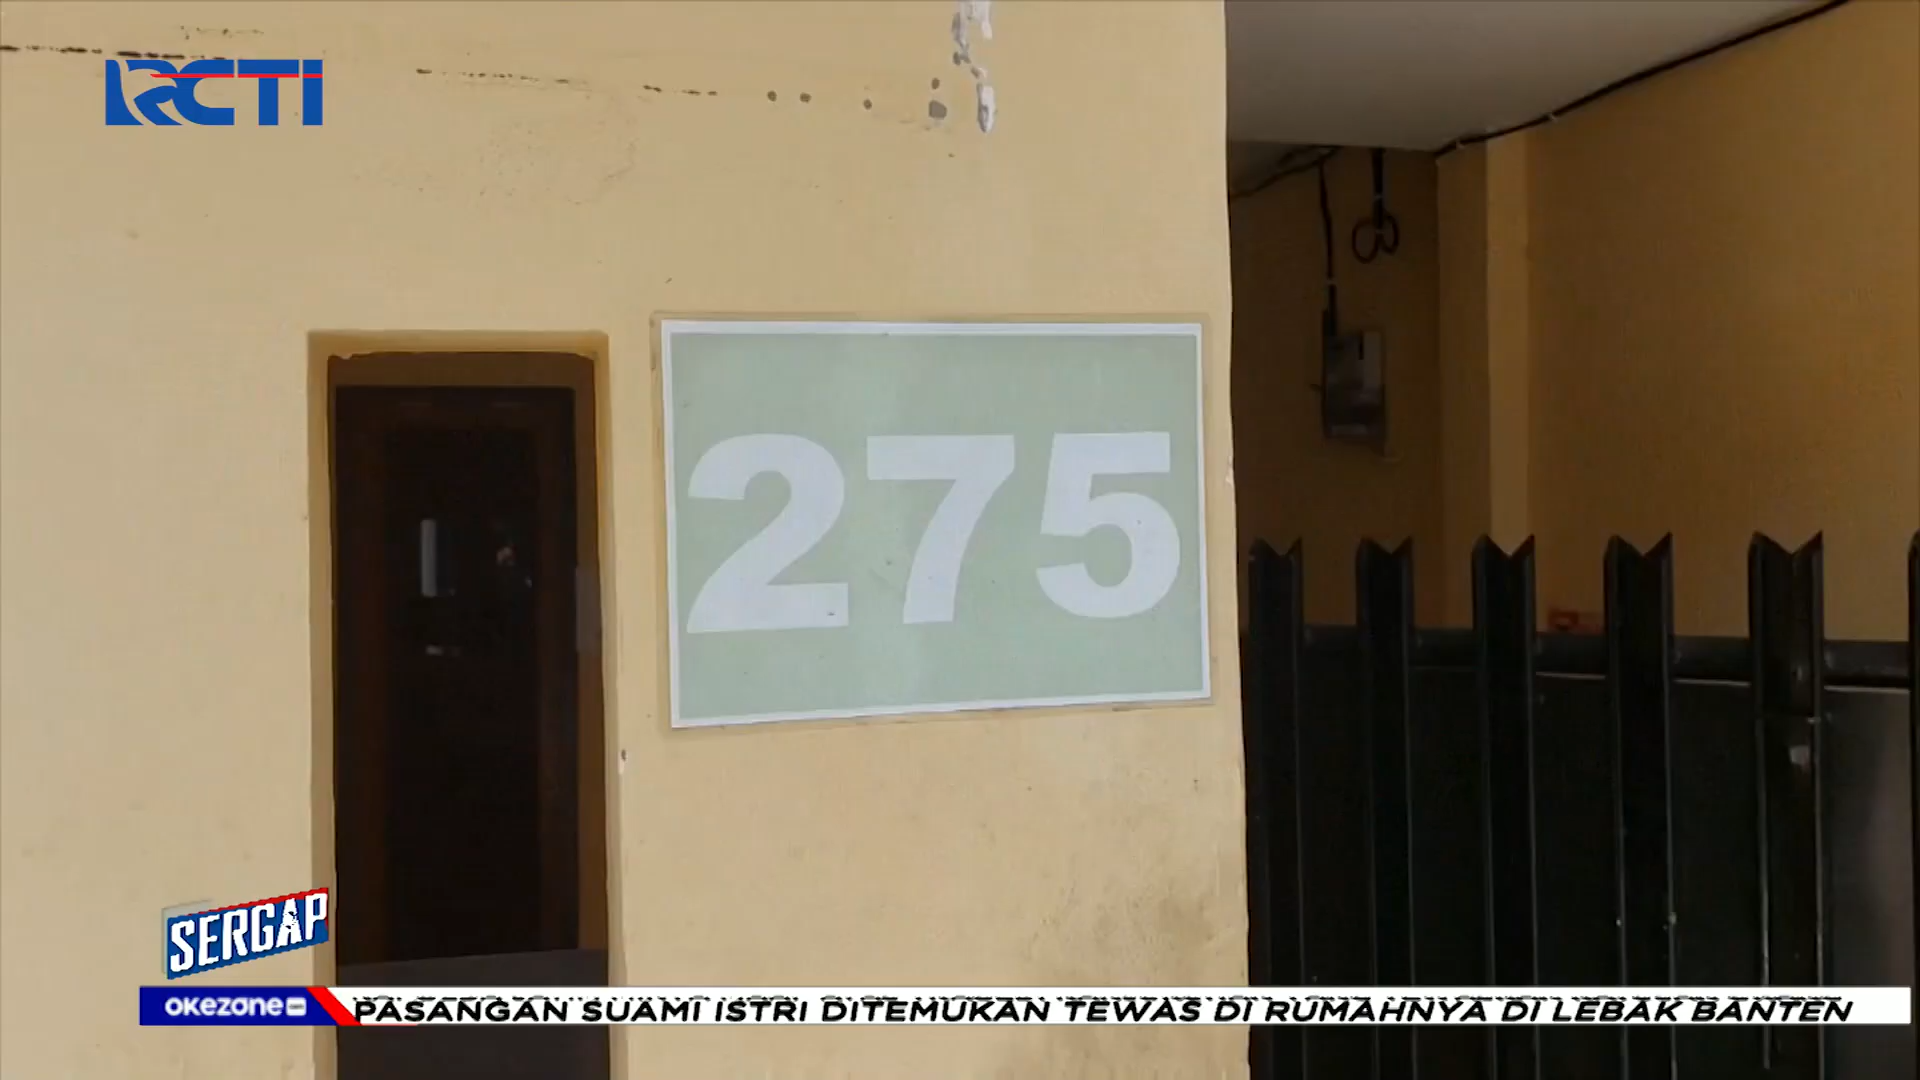 RCTI
275
SERGAP
okezone
PASANGAN SUAMI ISTRI DITEMUKAN TEWAS DI RUMAHNYA DI LEBAK BANTEN